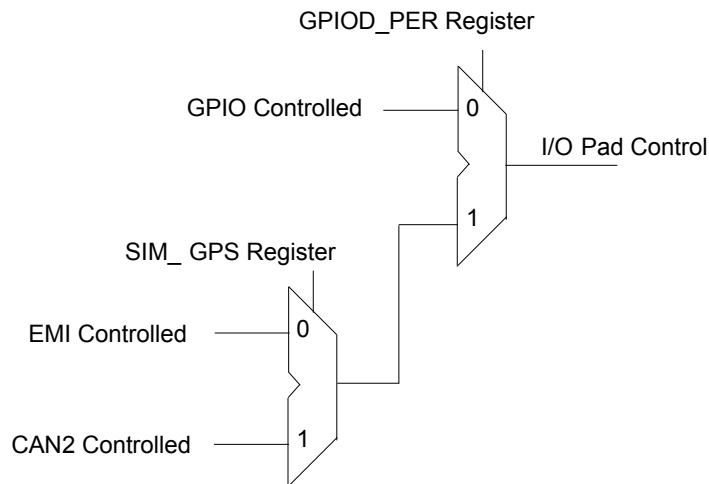 GPIOD_PER Register
GPIO Controlled
0
I/O Pad Control
1
SIM_ GPS Register
EMI Controlled
0
CAN2 Controlled
1